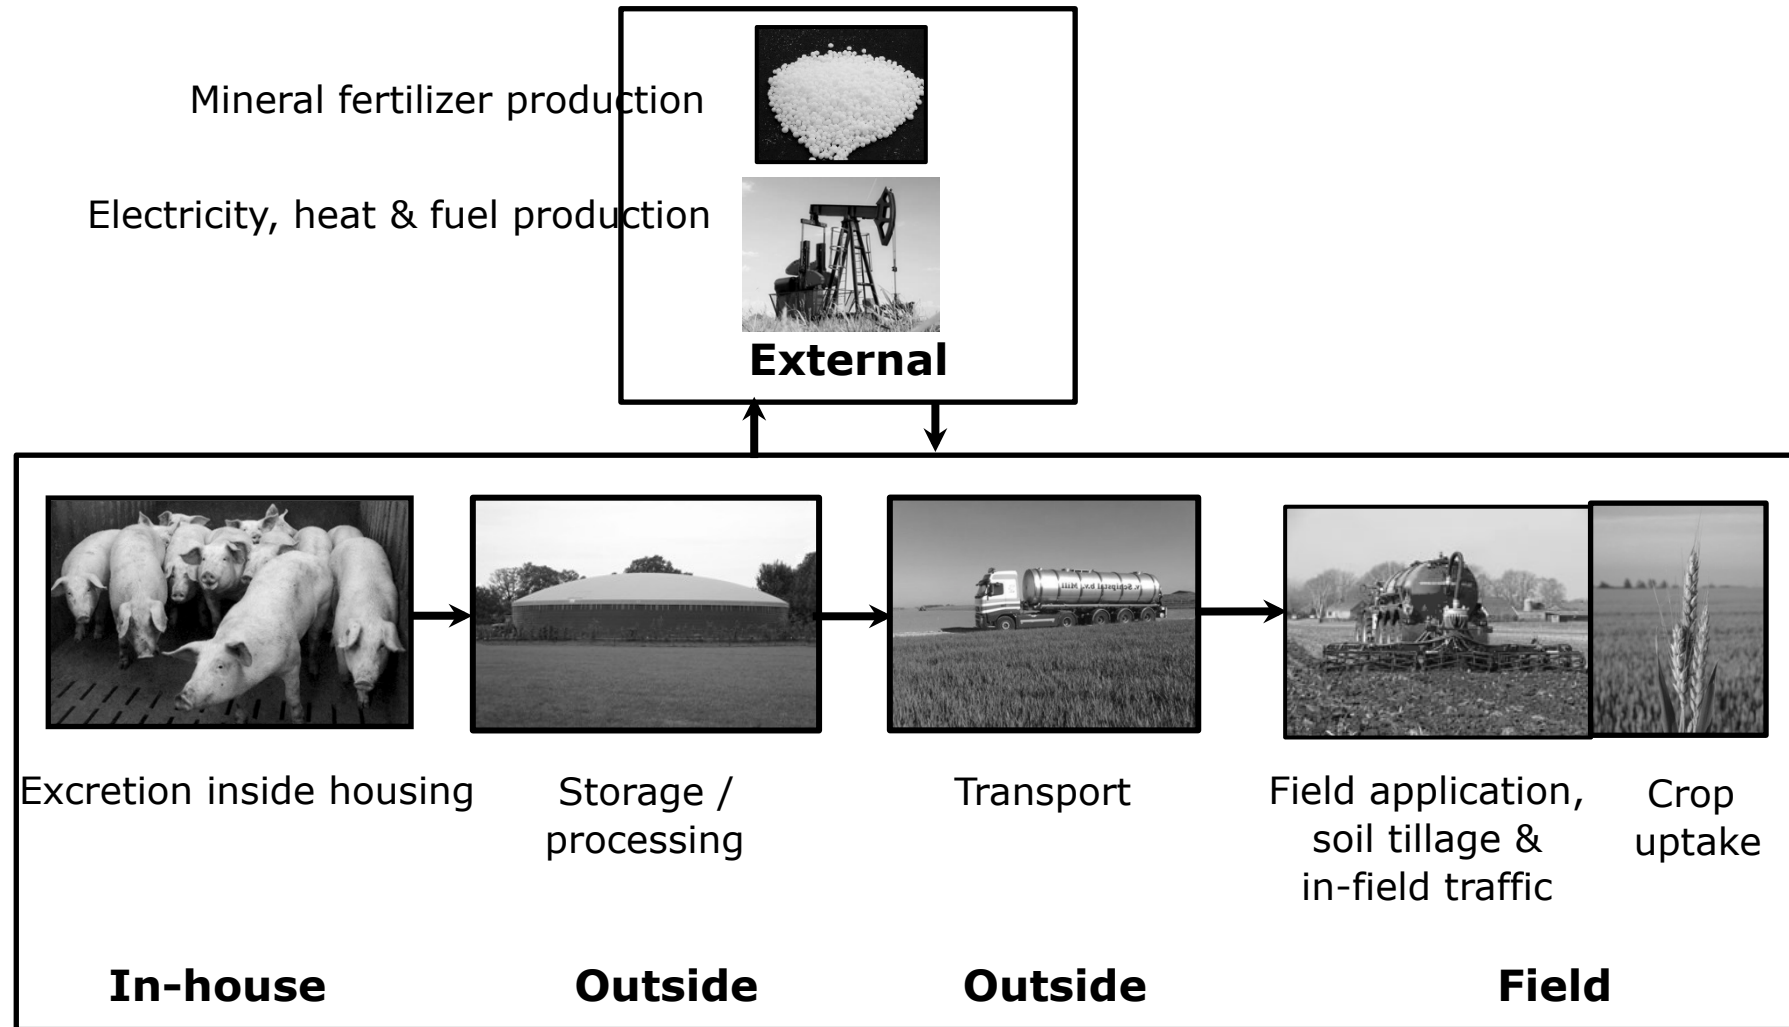 Mineral fertilizer production
Electricity, heat & fuel production
External
Excretion inside housing
Storage /
processing
Transport
Field application,
soil tillage &
in-field traffic
Crop
uptake
In-house
Outside
Outside
Field